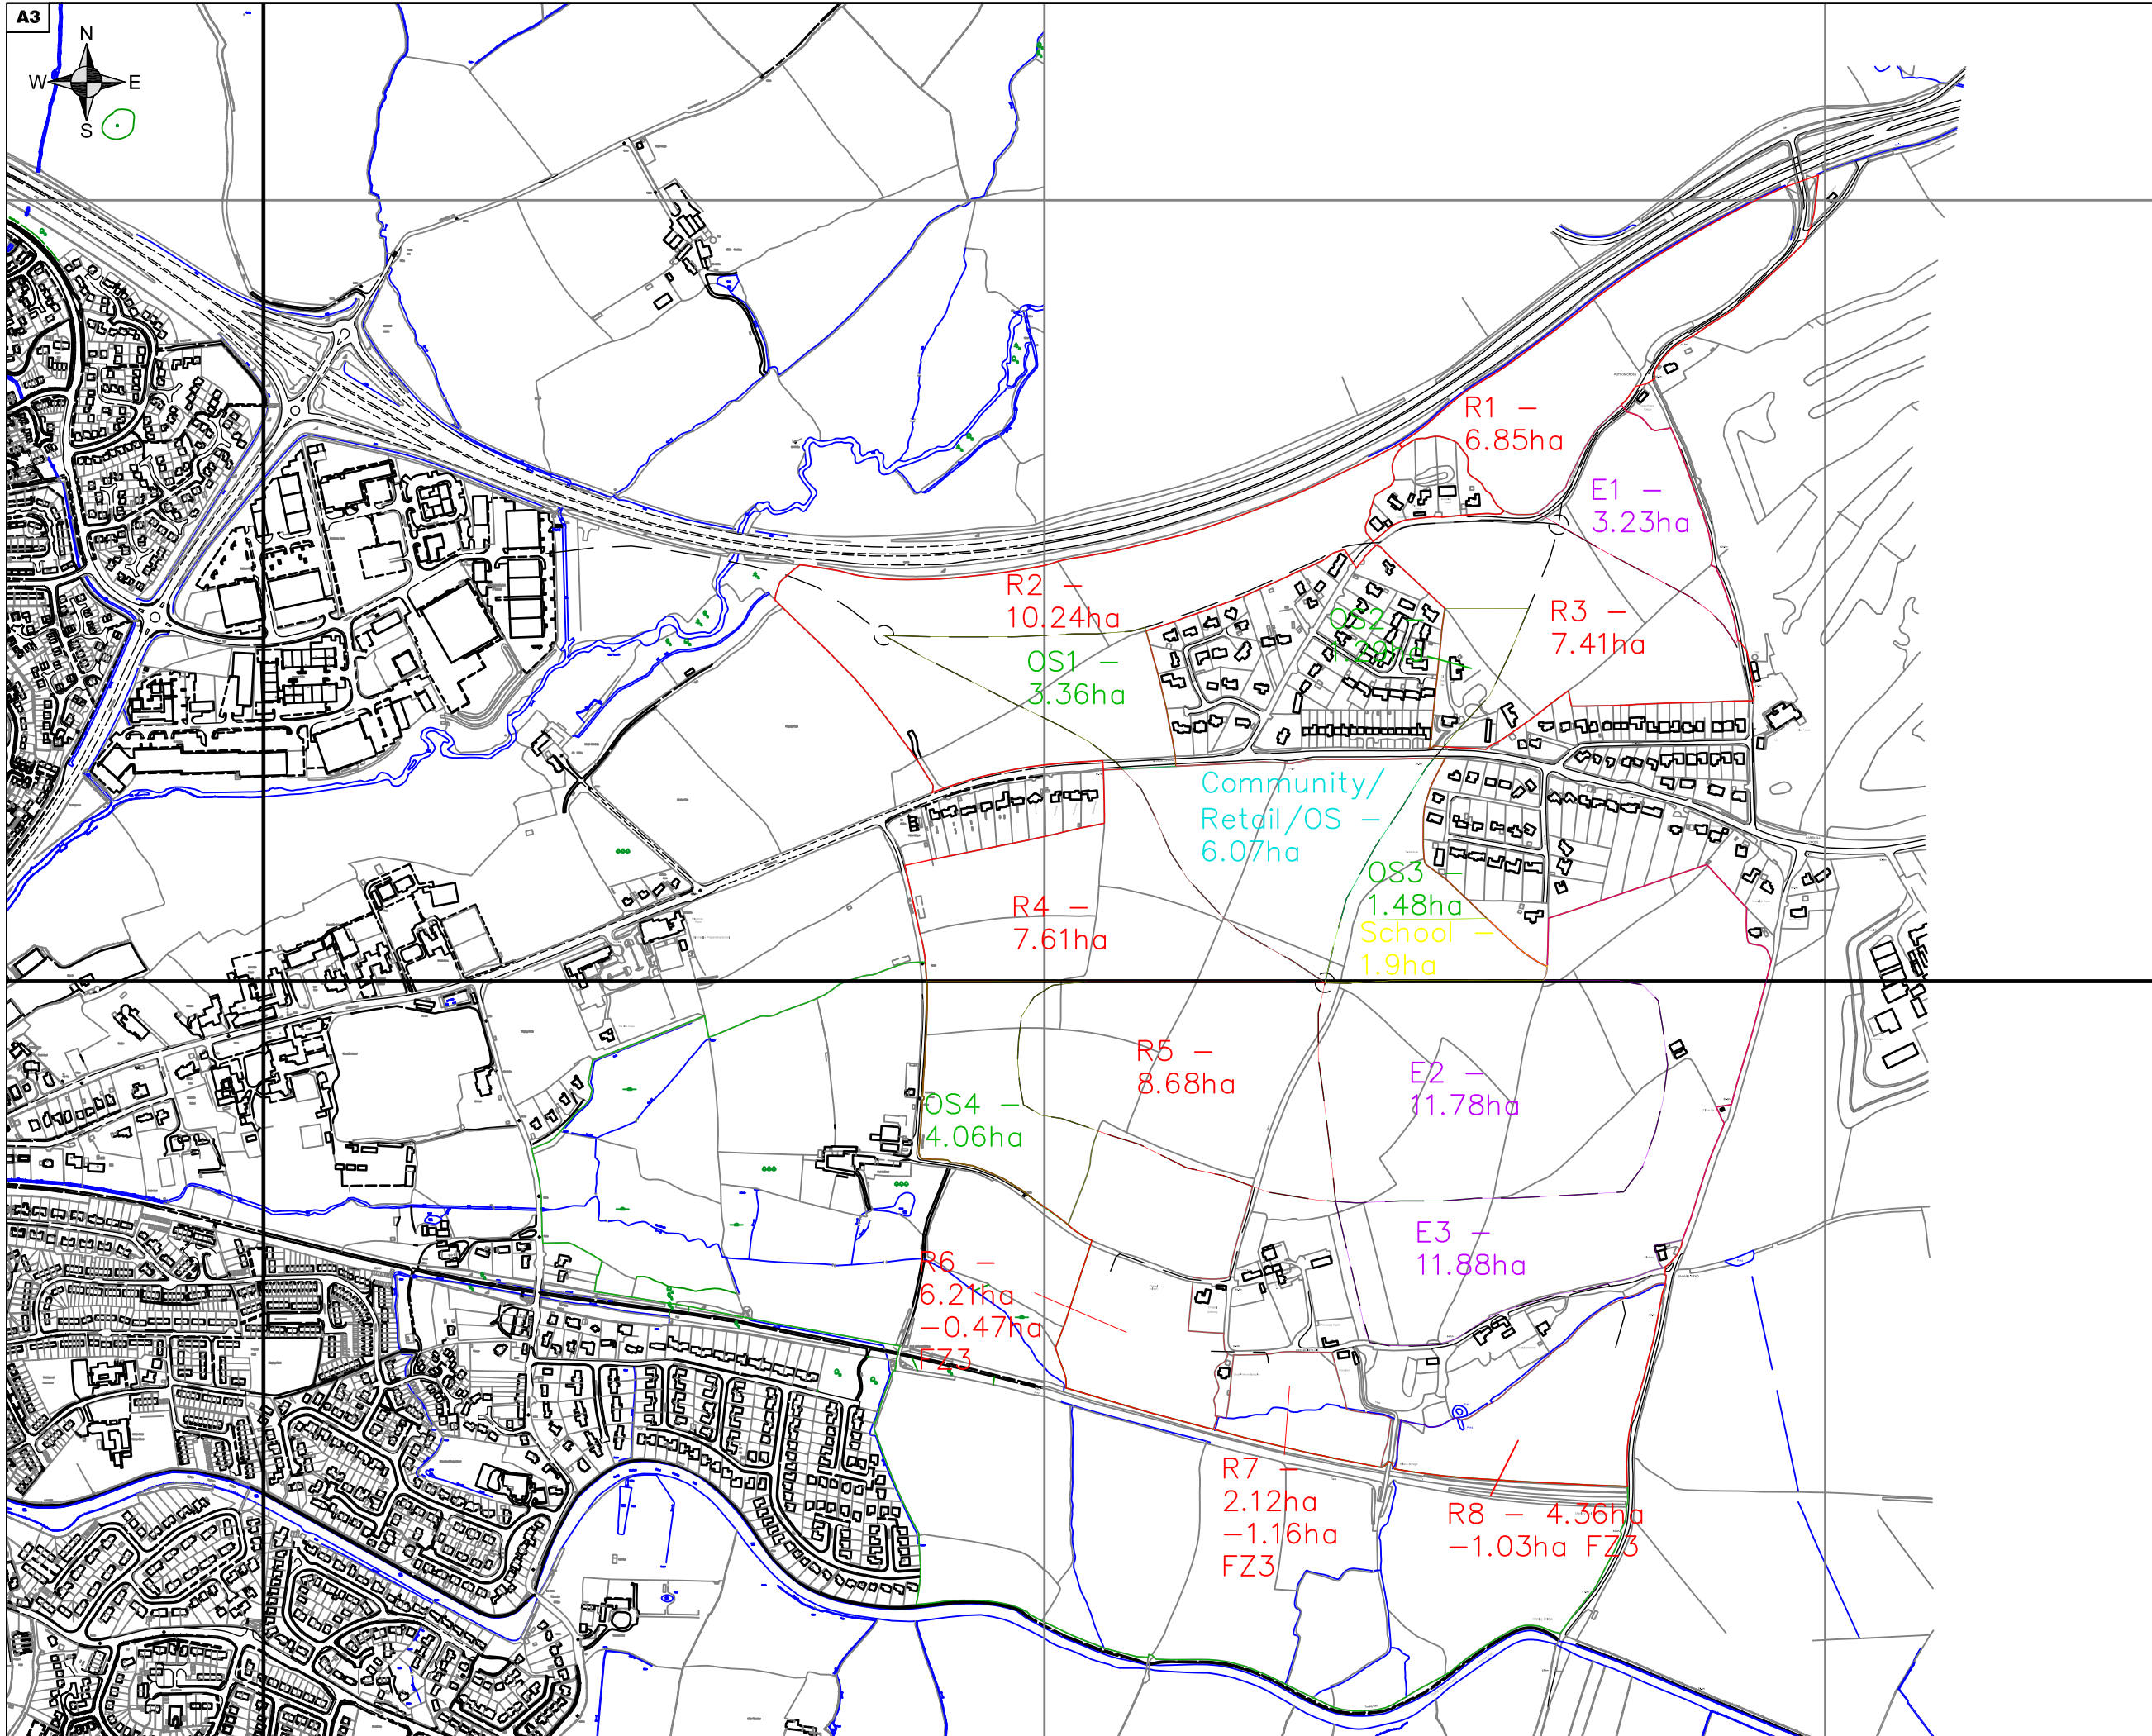 A3
N
W E
S
R1 –
6.85ha
E1 –
3.23ha
R2 –
10.24ha
OS1 –
3.36ha
OS2 –
1.29ha
R3 –
7.41ha
Community/
Retail/OS –
6.07ha
OS3 –
1.48ha
School –
1.9ha
R4 –
7.61ha
R5 –
8.68ha
E2 –
11.78ha
OS4 –
4.06ha
E3 –
11.88ha
R6 –
6.21ha
–0.47ha
FZ3
R7 –
2.12ha
–1.16ha
FZ3
R8 – 4.36ha
–1.03ha FZ3